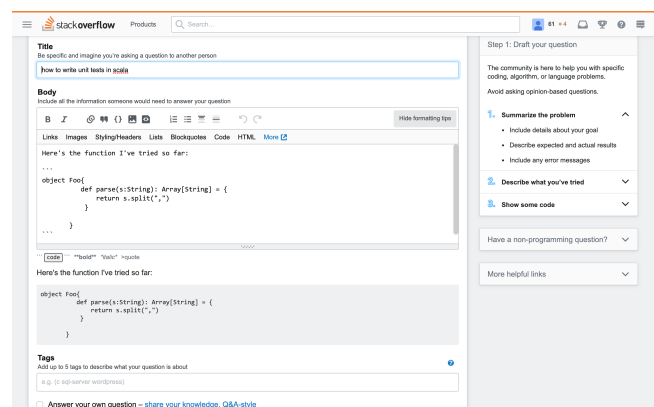 stackoverflow Products Search... 61 +4
Title
Be specific and imagine you're asking a question to another person
how to write unit tests in scala
Body
Include all the information someone would need to answer your question
B I Hide formatting tips
Links Images Styling/Headers Lists Blockquotes Code HTML More
Here's the function I've tried so far:
```
object Foo{
def parse(s:String): Array[String] = {
return s.split(",")
}
}
```
```code``` **bold** *italic* >quote
Here's the function I've tried so far:
object Foo{
def parse(s:String): Array[String] = {
return s.split(",")
}
}
Tags
Add up to 5 tags to describe what your question is about
e.g. (c sql-server wordpress)
Answer your own question – share your knowledge, Q&A-style
Step 1: Draft your question
The community is here to help you with specific
coding, algorithm, or language problems.
Avoid asking opinion-based questions.
1. Summarize the problem
Include details about your goal
Describe expected and actual results
Include any error messages
2. Describe what you've tried
3. Show some code
Have a non-programming question?
More helpful links